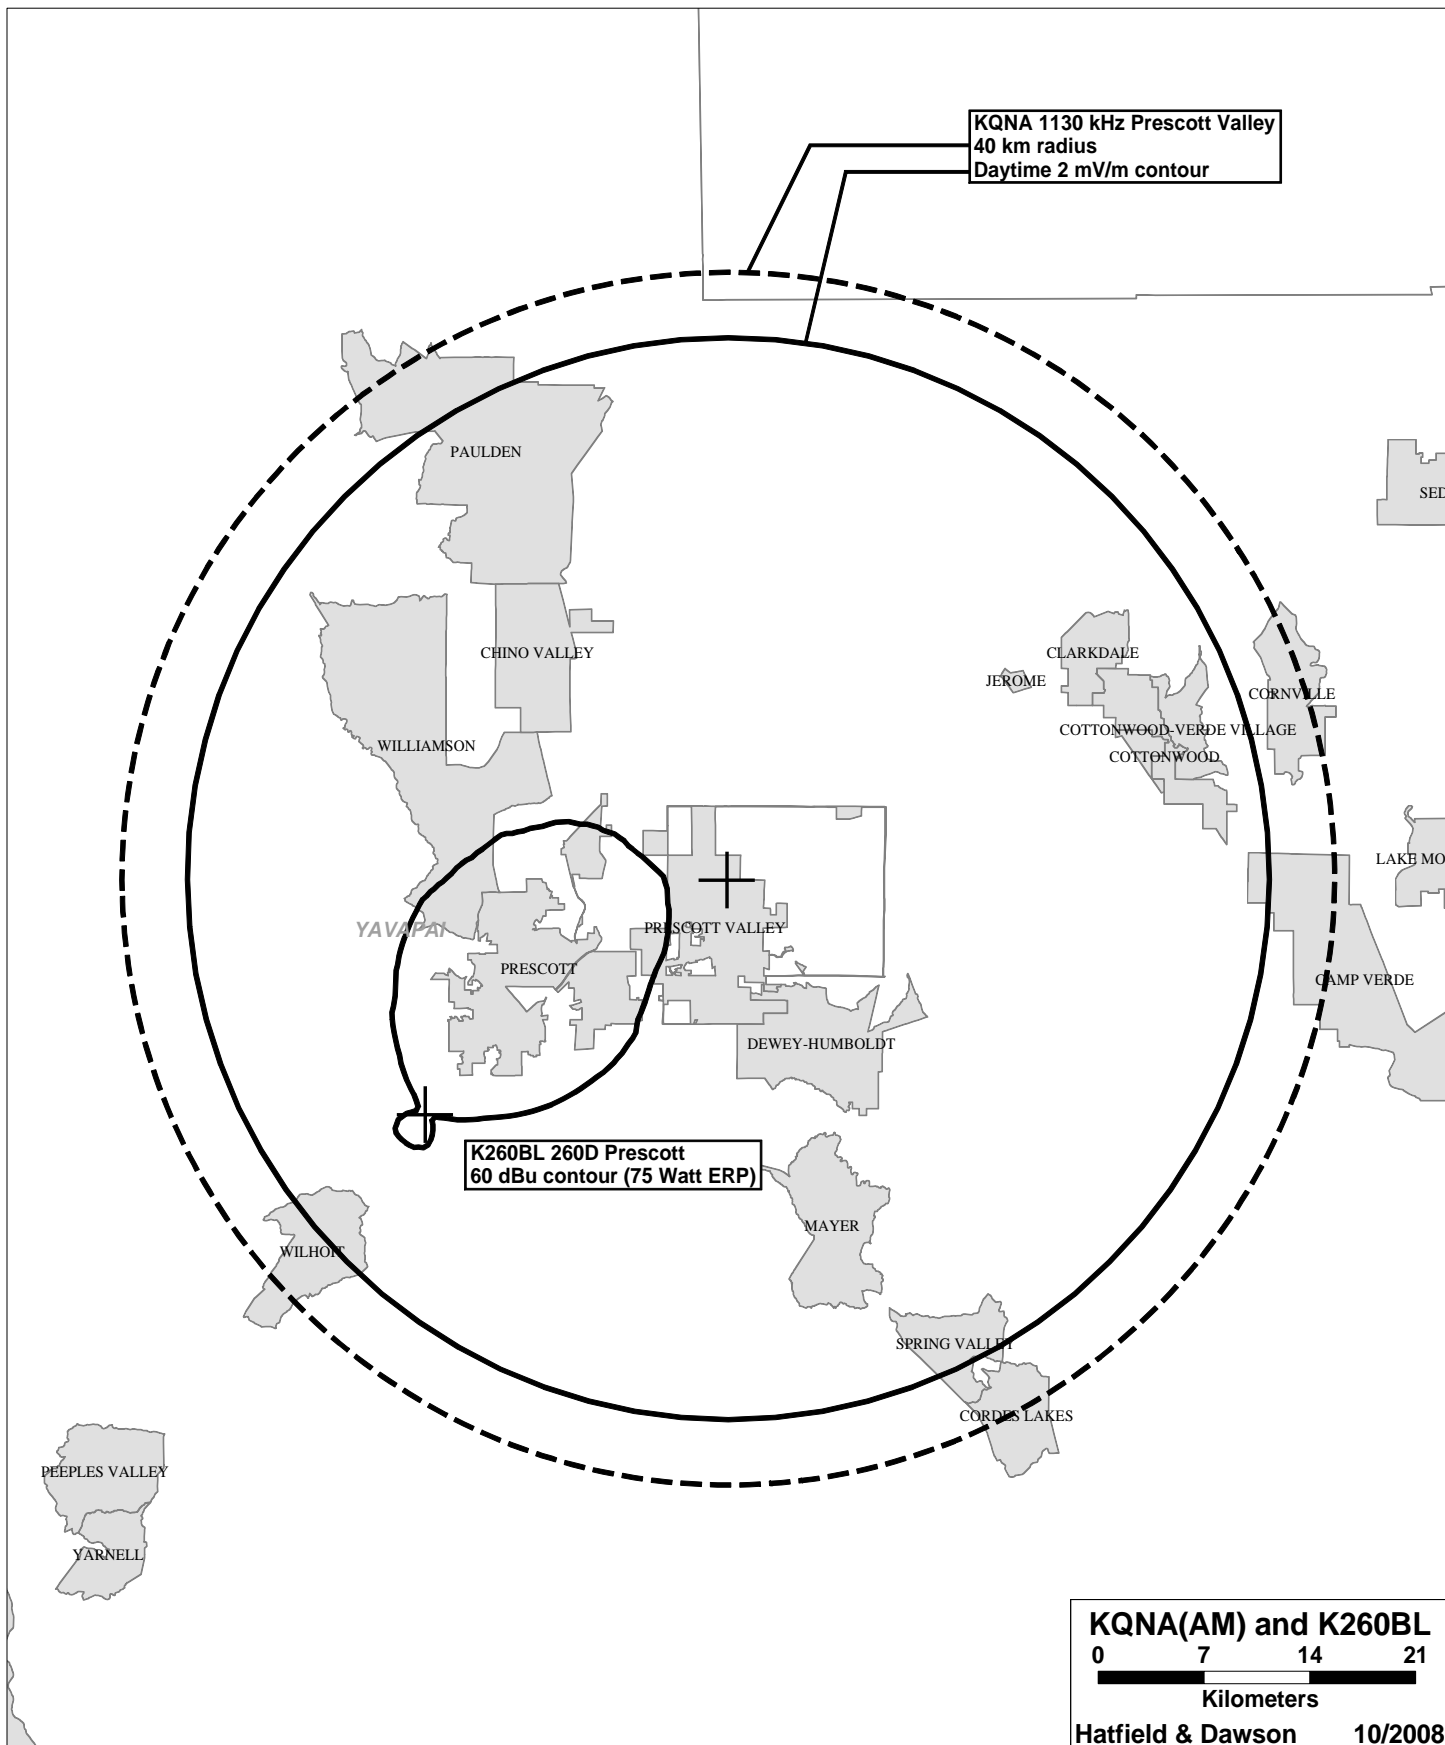 KQNA 1130 kHz Prescott Valley
40 km radius
Daytime 2 mV/m contour
PAULDEN
SED
CHINO VALLEY
CLARKDALE
JEROME
CORNVILLE
COTTONWOOD-VERDE VILLAGE
WILLIAMSON
COTTONWOOD
LAKE MO
YAVAPAI
PRESCOTT VALLEY
PRESCOTT
CAMP VERDE
DEWEY-HUMBOLDT
K260BL 260D Prescott
60 dBu contour (75 Watt ERP)
MAYER
WILHOIT
SPRING VALLEY
CORDES LAKES
PEEPLES VALLEY
YARNELL
KQNA(AM) and K260BL
0 7 14 21
Kilometers
Hatfield & Dawson 10/2008